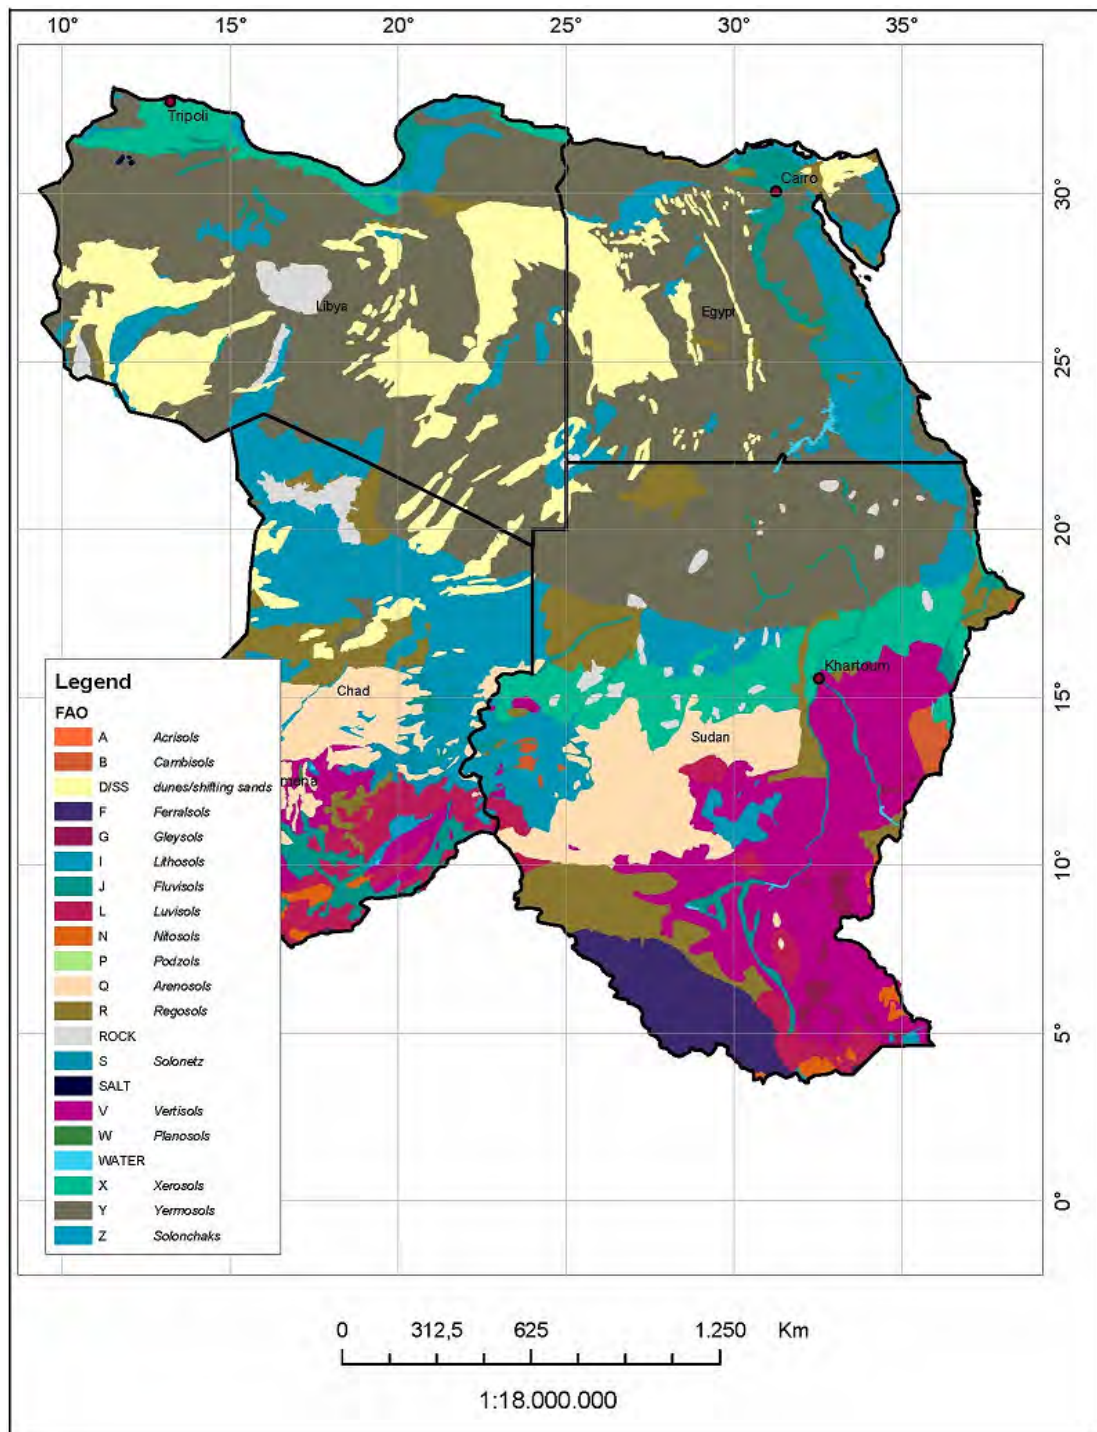 10° 15° 20° 25° 30° 35°
Tripoli
Cairo
30°
Libya
Egypt
25°
20°
Khartoum
15°
Chad
Sudan
mena
10°
5°
0°
Legend
FAO
A Acrisols
B Cambisols
D/SS dunes/shifting sands
F Ferralsols
G Gleysols
I Lithosols
J Fluvisols
L Luvisols
N Nitosols
P Podzols
Q Arenosols
R Regosols
ROCK
S Solonetz
SALT
V Vertisols
W Planosols
WATER
X Xerosols
Y Yermosols
Z Solonchaks
0 312,5 625 1.250 Km
1:18.000.000